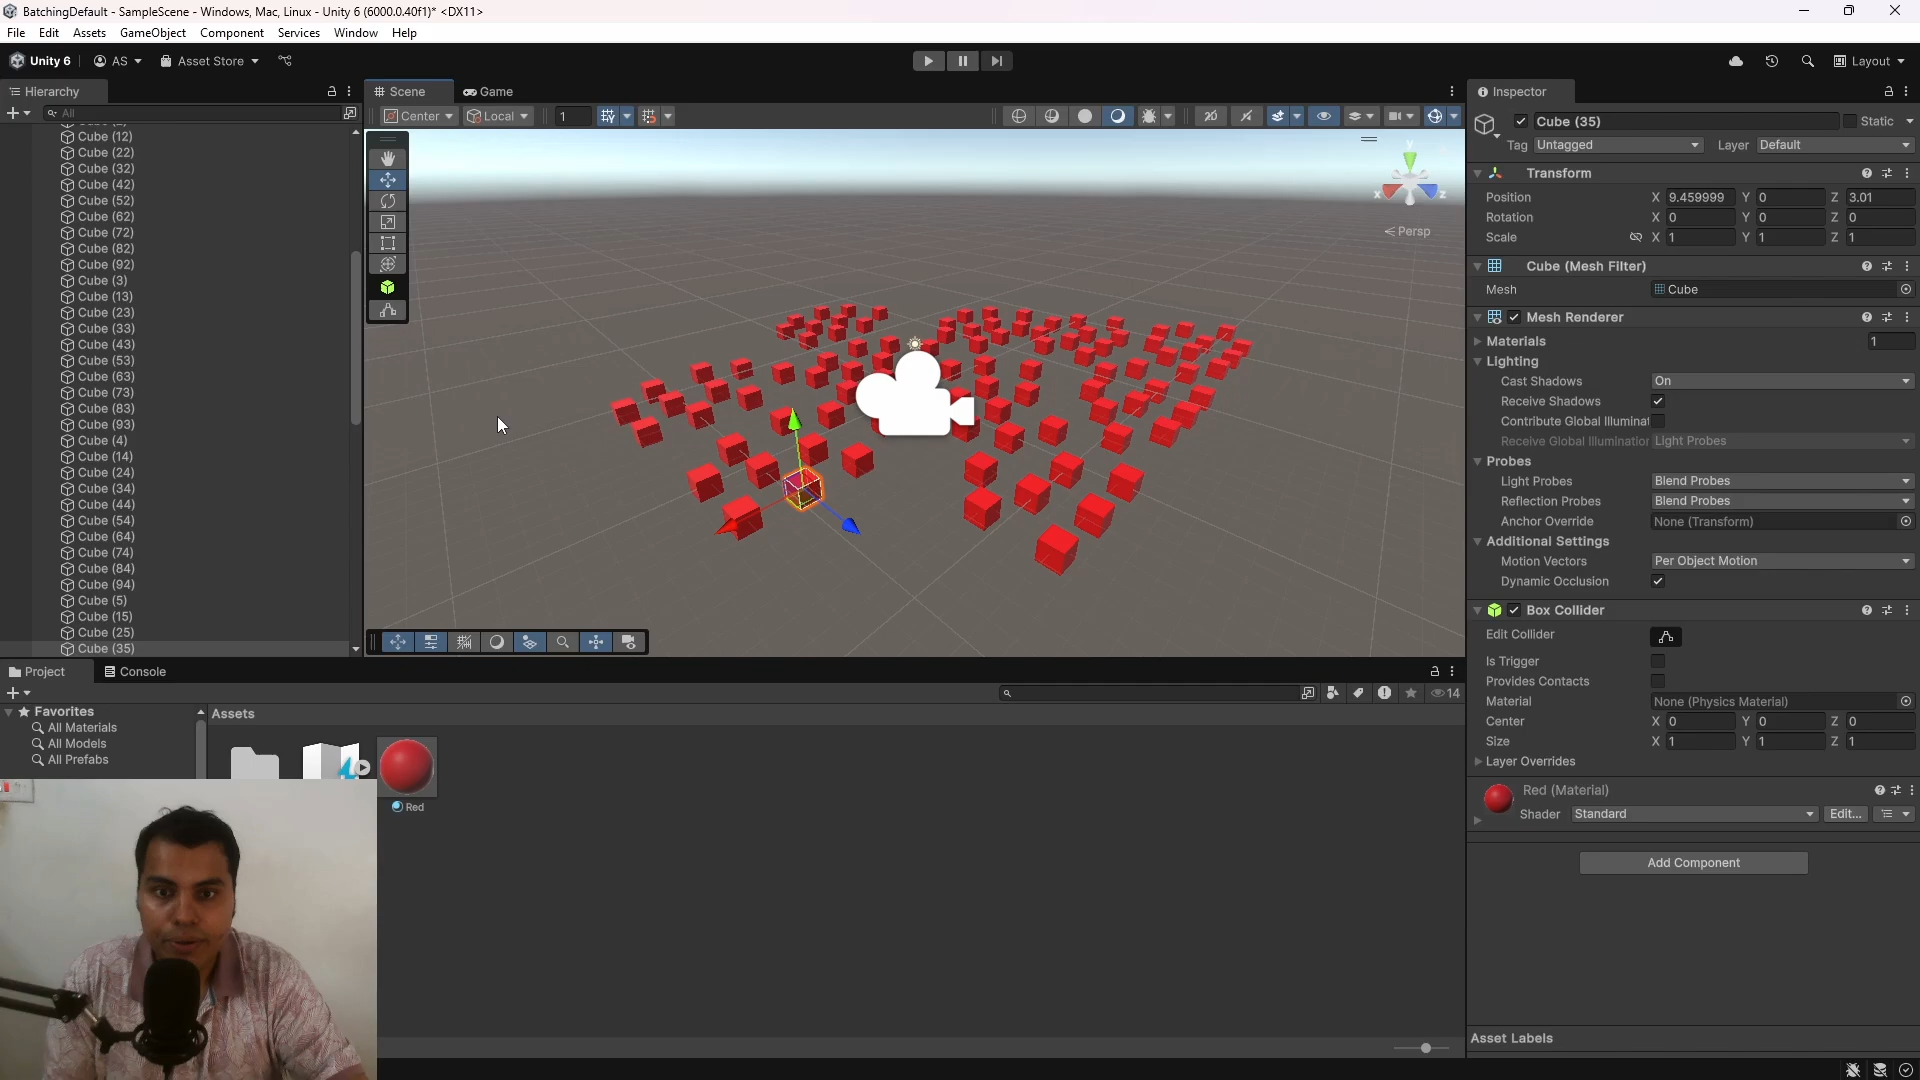 BatchingDefault - SampleScene - Windows, Mac, Linux - Unity 6 (6000.0.40f1)* <DX11>
File Edit Assets GameObject Component Services Window Help
Unity 6 AS Asset Store Layout
Hierarchy
All
Cube (12)
Cube (22)
Cube (32)
Cube (42)
Cube (52)
Cube (62)
Cube (72)
Cube (82)
Cube (92)
Cube (3)
Cube (13)
Cube (23)
Cube (33)
Cube (43)
Cube (53)
Cube (63)
Cube (73)
Cube (83)
Cube (93)
Cube (4)
Cube (14)
Cube (24)
Cube (34)
Cube (44)
Cube (54)
Cube (64)
Cube (74)
Cube (84)
Cube (94)
Cube (5)
Cube (15)
Cube (25)
Cube (35)
Scene Game
Center Local 1 2D
y
x z
Persp
Inspector
Cube (35) Static
Tag Untagged Layer Default
Transform
Position X 9.459999 Y 0 Z 3.01
Rotation X 0 Y 0 Z 0
Scale X 1 Y 1 Z 1
Cube (Mesh Filter)
Mesh Cube
Mesh Renderer
Materials 1
Lighting
Cast Shadows On
Receive Shadows
Contribute Global Illuminat
Receive Global Illumination Light Probes
Probes
Light Probes Blend Probes
Reflection Probes Blend Probes
Anchor Override None (Transform)
Additional Settings
Motion Vectors Per Object Motion
Dynamic Occlusion
Box Collider
Edit Collider
Is Trigger
Provides Contacts
Material None (Physics Material)
Center X 0 Y 0 Z 0
Size X 1 Y 1 Z 1
Layer Overrides
Red (Material)
Shader Standard Edit...
Add Component
Asset Labels
Project Console
14
Favorites
All Materials
All Models
All Prefabs
Assets
Red